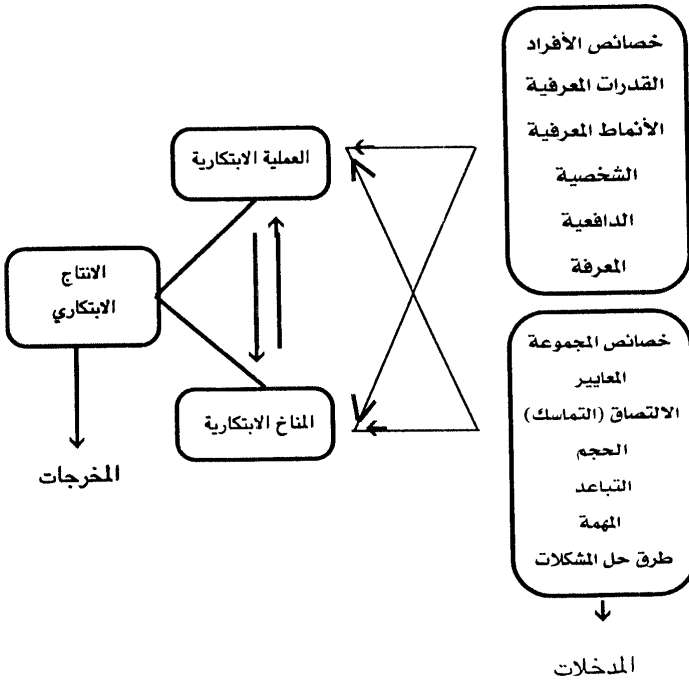 خصائص الأفراد
القدرات المعرفية
الأنماط المعرفية
الشخصية
الدافعية
المعرفة
خصائص المجموعة
المعايير
الالتصاق (التماسك)
الحجم
التباعد
المهمة
طرق حل المشكلات
المدخلات
العملية الابتكارية
المناخ الابتكارية
الانتاج
الابتكاري
المخرجات